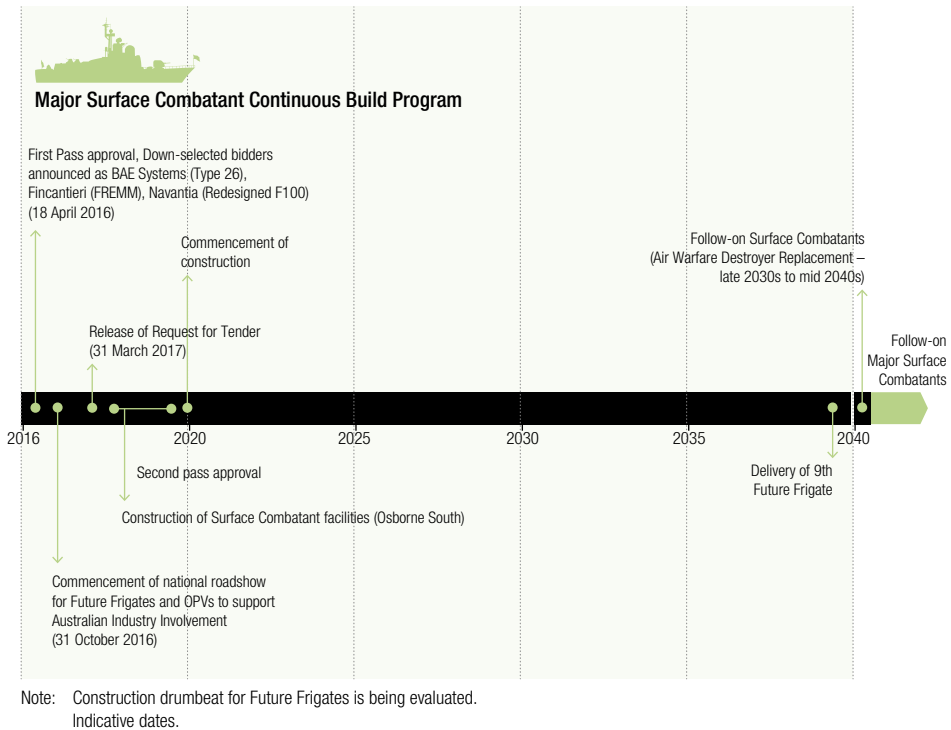 Major Surface Combatant Continuous Build Program
First Pass approval, Down-selected bidders
announced as BAE Systems (Type 26),
Fincantieri (FREMM), Navantia (Redesigned F100)
(18 April 2016)
Commencement of
construction
Follow-on Surface Combatants
(Air Warfare Destroyer Replacement –
late 2030s to mid 2040s)
Release of Request for Tender
(31 March 2017)
Follow-on
Major Surface
Combatants
2016
2020
2025
2030
2035
2040
Second pass approval
Delivery of 9th
Future Frigate
Construction of Surface Combatant facilities (Osborne South)
Commencement of national roadshow
for Future Frigates and OPVs to support
Australian Industry Involvement
(31 October 2016)
Note: Construction drumbeat for Future Frigates is being evaluated.
Indicative dates.